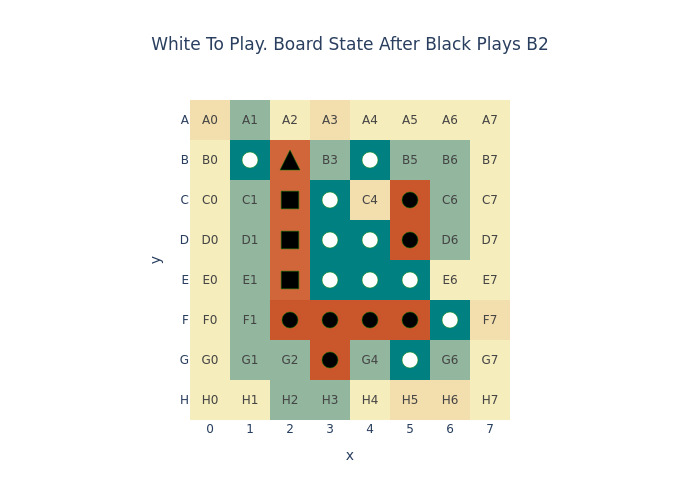 White To Play. Board State After Black Plays B2
A A0 A1 A2 A3 A4 A5 A6 A7
B B0 B3 B5 B6 B7
C C0 C1 C4 C6 C7
D D0 D1 D6 D7
E E0 E1 E6 E7
F F0 F1 F7
G G0 G1 G2 G4 G6 G7
H H0 H1 H2 H3 H4 H5 H6 H7
0 1 2 3 4 5 6 7
x
y